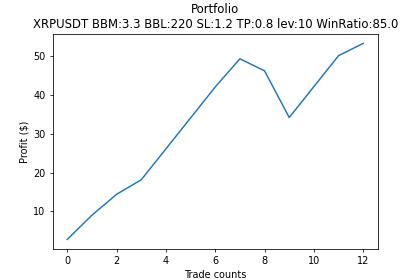 Portfolio
XRPUSDT BBM:3.3 BBL:220 SL:1.2 TP:0.8 lev:10 WinRatio:85.0
Profit ($)
50
40
30
20
10
0 2 4 6 8 10 12
Trade counts